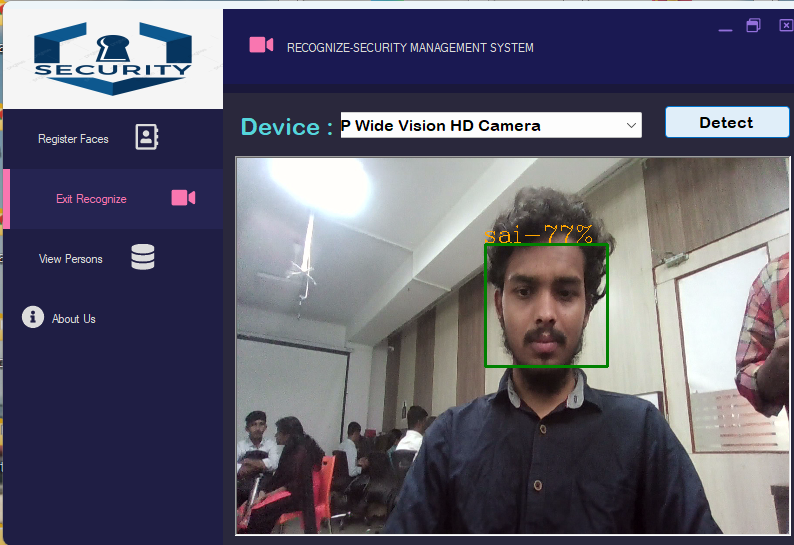 SECURITY
RECOGNIZE-SECURITY MANAGEMENT SYSTEM
Register Faces
Device :
P Wide Vision HD Camera
Detect
Exit Recognize
sai-77%
View Persons
About Us